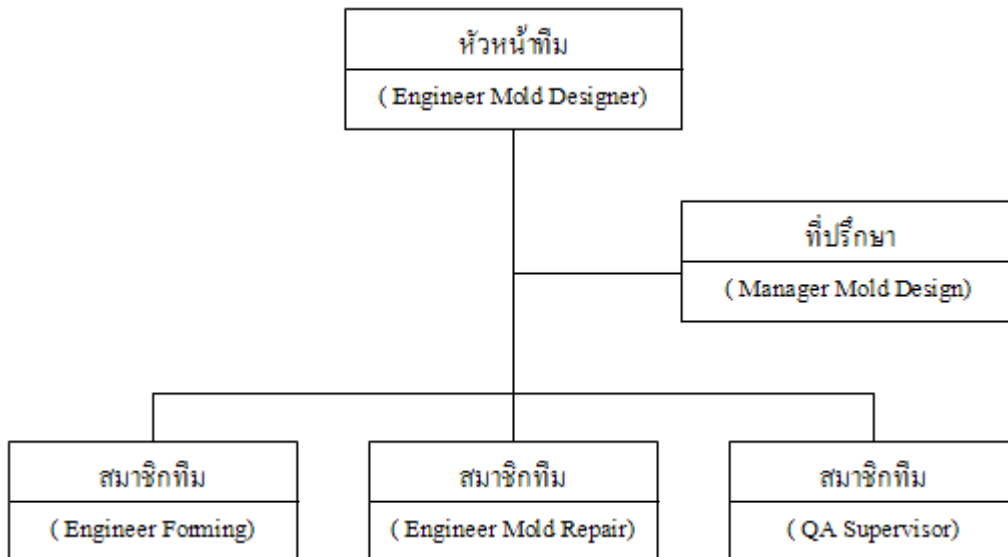 หัวหน้าทีม
( Engineer Mold Designer)
ที่ปรึกษา
( Manager Mold Design)
สมาชิกทีม
( Engineer Forming)
สมาชิกทีม
( Engineer Mold Repair)
สมาชิกทีม
( QA Supervisor)